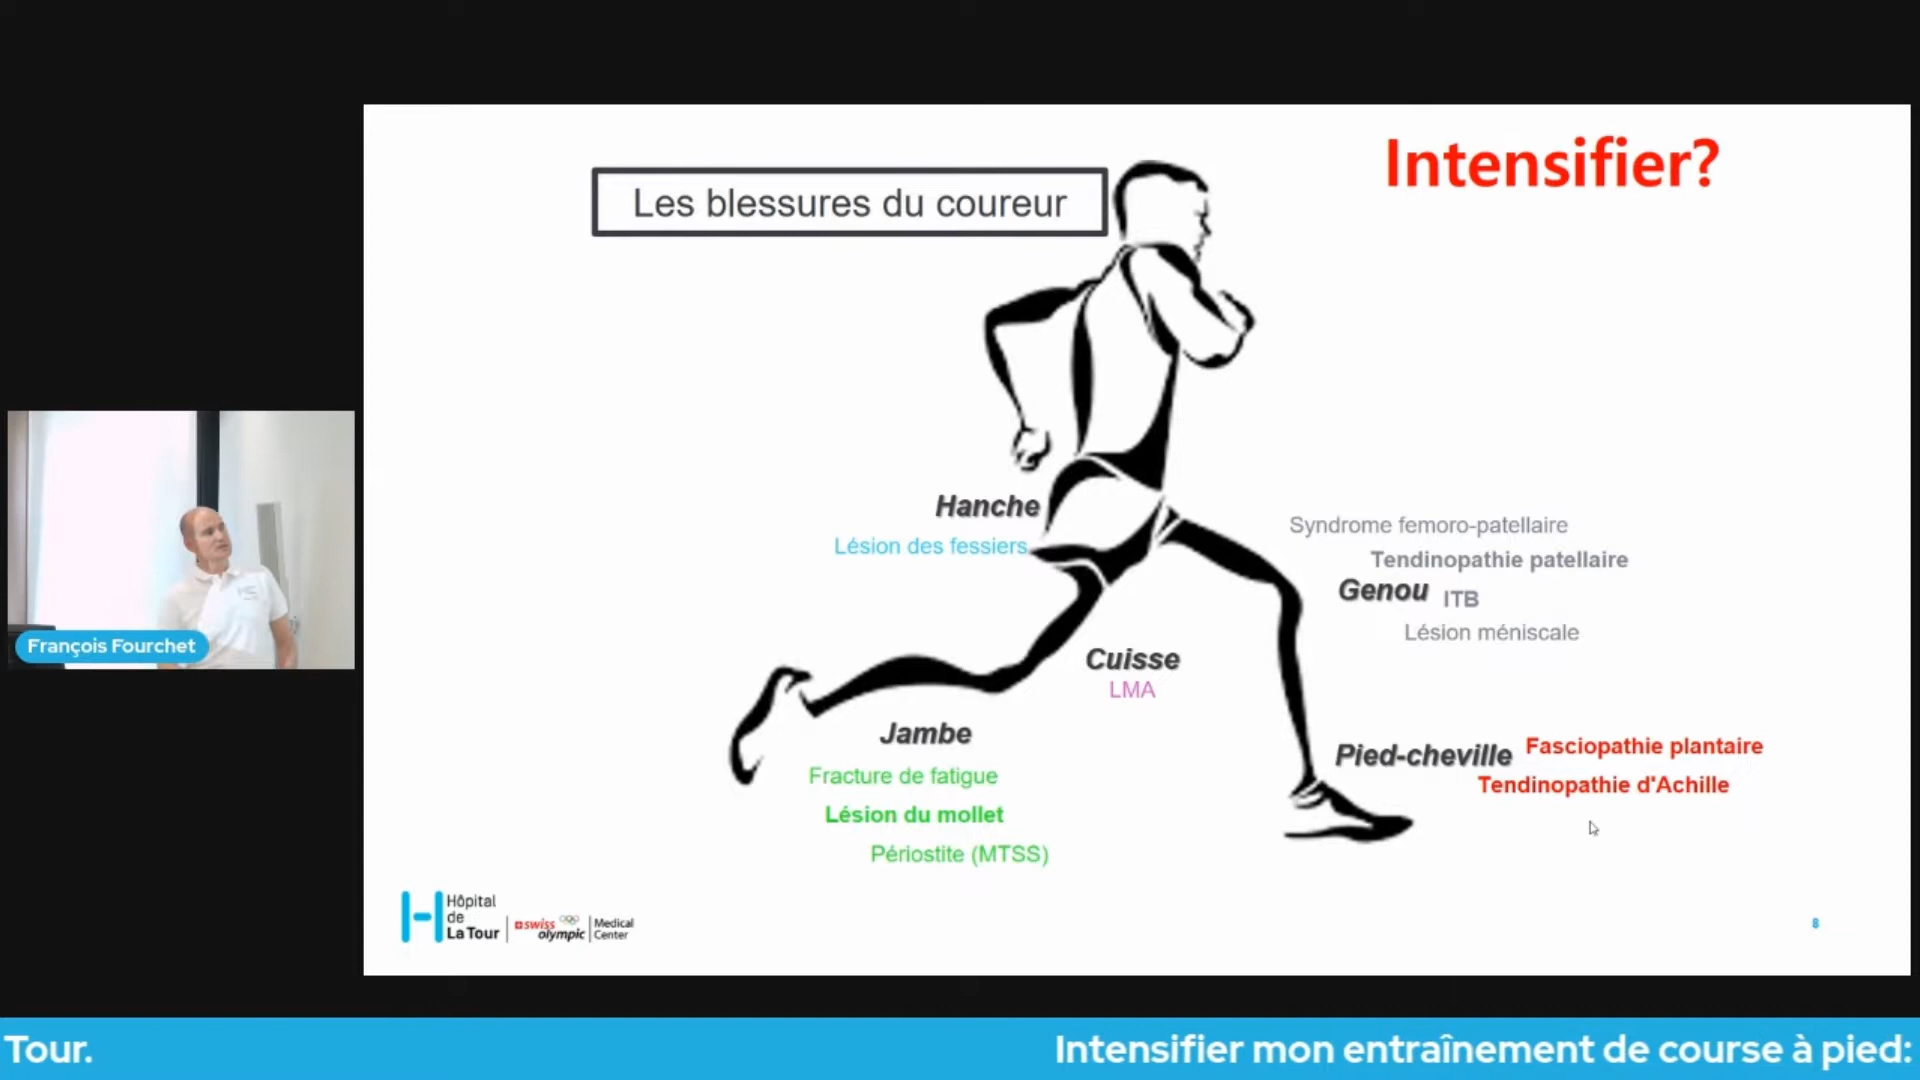 Intensifier?
Les blessures du coureur
Hanche
Lésion des fessiers
Syndrome femoro-patellaire
Tendinopathie patellaire
Genou ITB
Lésion méniscale
Cuisse
LMA
Jambe
Fracture de fatigue
Lésion du mollet
Périostite (MTSS)
Pied-cheville Fasciopathie plantaire
Tendinopathie d'Achille
François Fourchet
Hôpital
de
La Tour
swiss
olympic
Medical
Center
8
Tour.
Intensifier mon entraînement de course à pied: